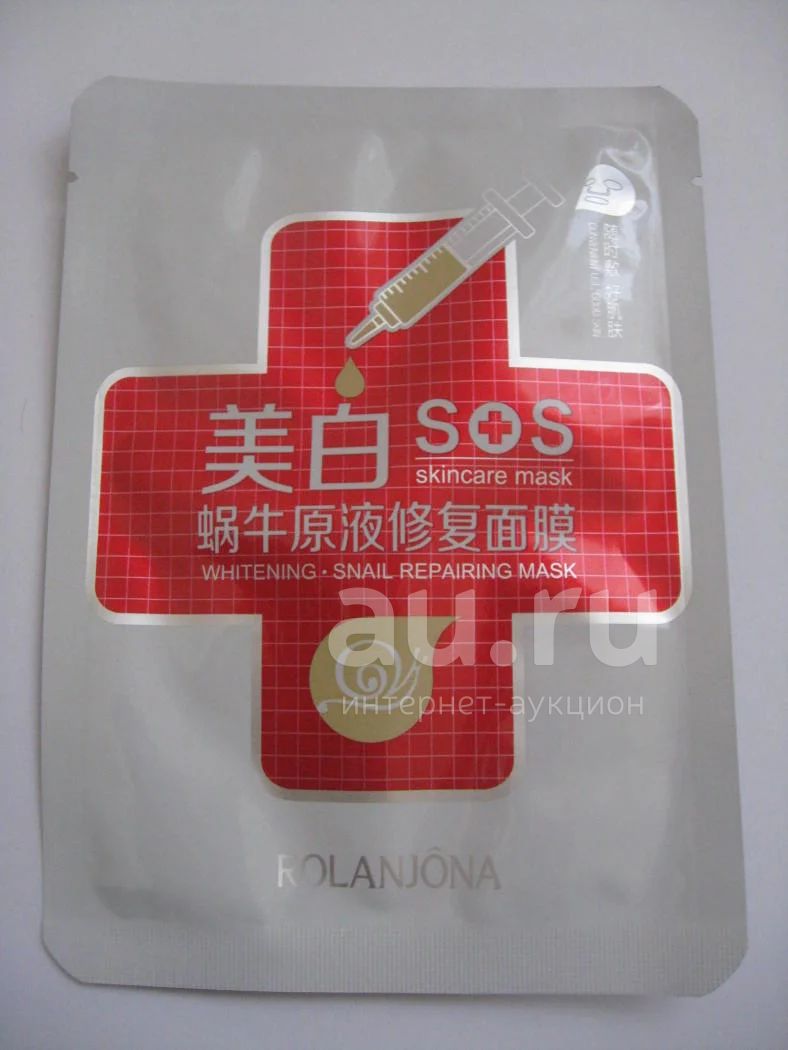 美白
SOS
skincare mask
蜗牛原液修复面膜
WHITENING · SNAIL REPAIRING MASK
au.ru
интернет-аукцион
ROLANJÔNA